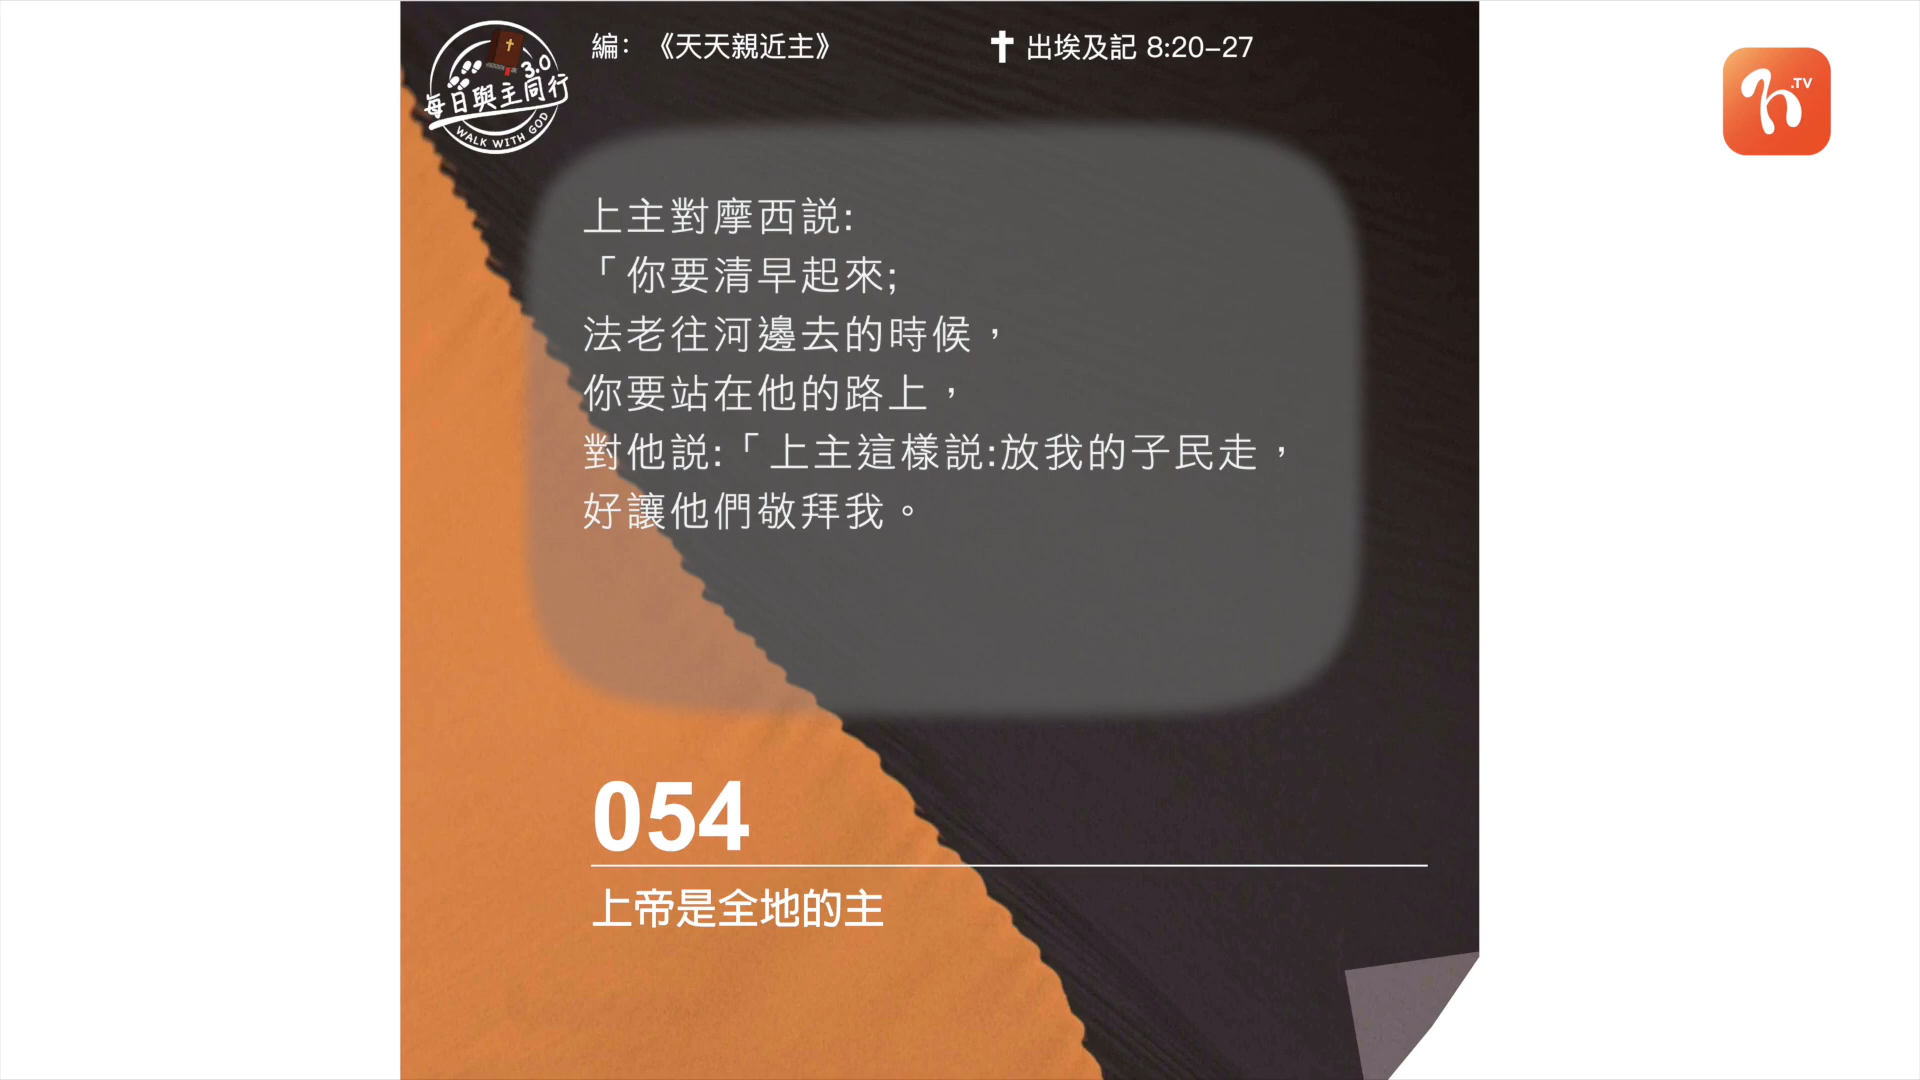 編：《天天親近主》
出埃及記 8:20–27
3.0
每日與主同行
WALK WITH GOD
h.TV
上主對摩西説:
「你要清早起來;
法老往河邊去的時候，
你要站在他的路上，
對他説:「上主這樣説:放我的子民走，
好讓他們敬拜我。
054
上帝是全地的主